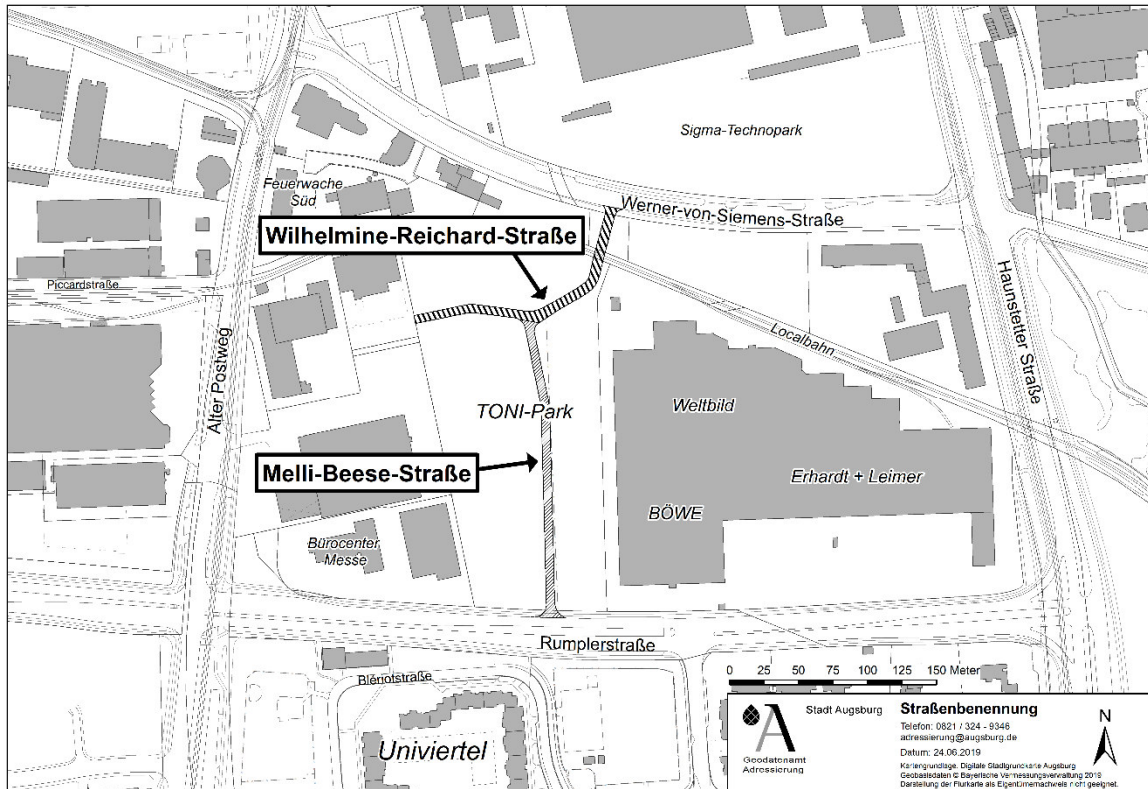 Sigma-Technopark
Feuerwache
Süd
Werner-von-Siemens-Straße
Wilhelmine-Reichard-Straße
Piccardstraße
Haunstetter Straße
Localbahn
Alter Postweg
TONI-Park
Weltbild
Melli-Beese-Straße
Erhardt + Leimer
BÖWE
Bürocenter
Messe
Rumplerstraße
Blériotstraße
0 25 50 75 100 125 150 Meter
Univiertel
Stadt Augsburg
Geodatenamt
Adressierung
Straßenbenennung
Telefon: 0821 / 324 - 9346
adressierung@augsburg.de
Datum: 24.06.2019
Kartengrundlage: Digitale Stadtgrundkarte Augsburg
Geobasisdaten © Bayerische Vermessungsverwaltung 2019
Darstellung der Flurkarte als Eigentümernachweis nicht geeignet.
N